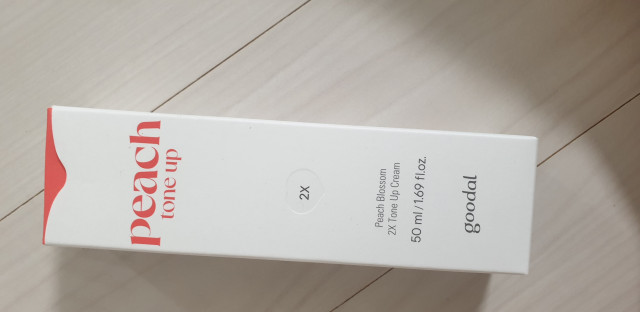 peach
tone up
2X
Peach Blossom
2X Tone Up Cream
50 ml / 1.69 fl.oz.
goodal